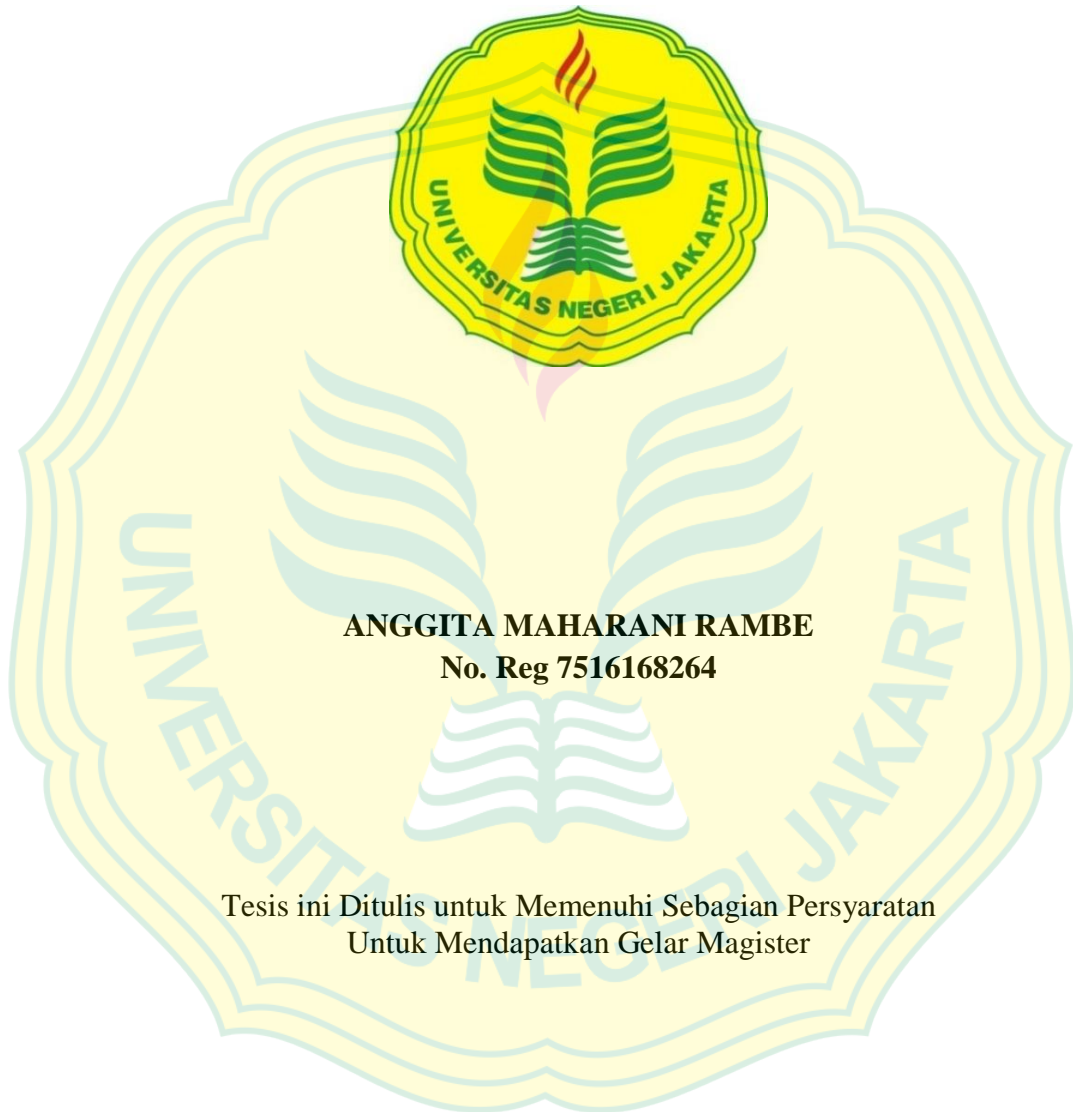 UNIVERSITAS NEGERI JAKARTA
UNIVERSITAS NEGERI JAKARTA
ANGGITA MAHARANI RAMBE
No. Reg 7516168264
Tesis ini Ditulis untuk Memenuhi Sebagian Persyaratan
Untuk Mendapatkan Gelar Magister